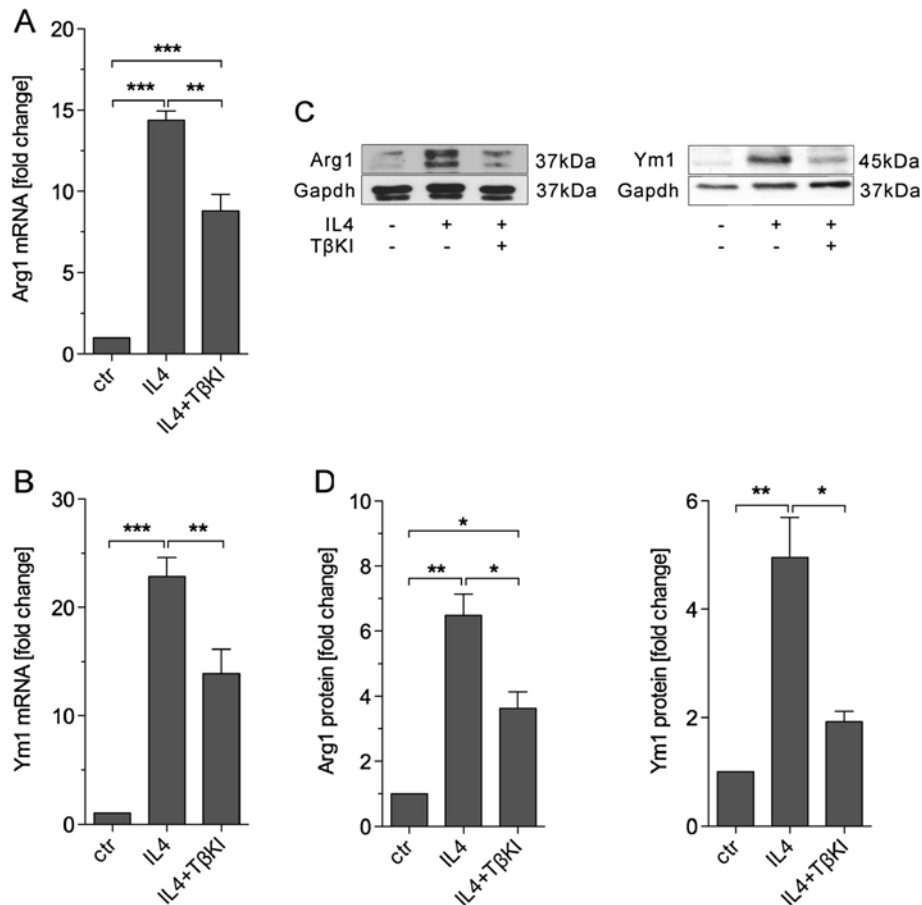 A
Arg1 mRNA [fold change]
20
15
10
5
0
***
*** **
ctr IL4 IL4+TβKI
C
Arg1 37kDa
Gapdh 37kDa
IL4 - + +
TβKI - - +
Ym1 45kDa
Gapdh 37kDa
- + +
- - +
B
Ym1 mRNA [fold change]
30
20
10
0
*** **
ctr IL4 IL4+TβKI
D
Arg1 protein [fold change]
10
8
6
4
2
0
*
** *
ctr IL4 IL4+TβKI
Ym1 protein [fold change]
6
4
2
0
** *
ctr IL4 IL4+TβKI